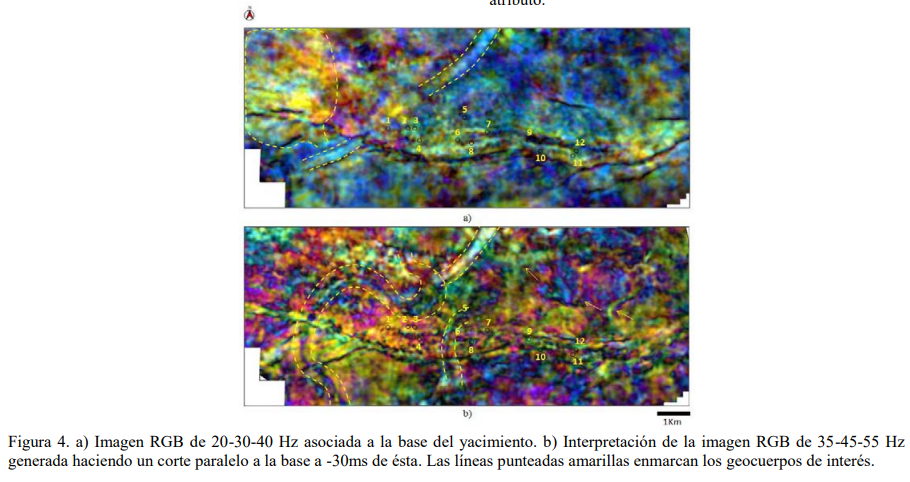 atributo.
1 2 3 4 5 6 7 8 9 10 11 12
a)
1 2 3 4 5 6 7 8 9 10 11 12
b)
1Km
Figura 4. a) Imagen RGB de 20-30-40 Hz asociada a la base del yacimiento. b) Interpretación de la imagen RGB de 35-45-55 Hz
generada haciendo un corte paralelo a la base a -30ms de ésta. Las líneas punteadas amarillas enmarcan los geocuerpos de interés.